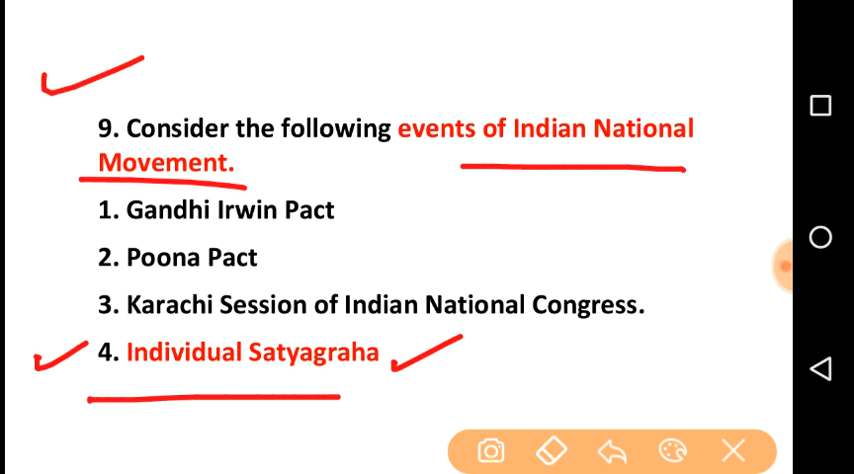 9. Consider the following events of Indian National
Movement.
1. Gandhi Irwin Pact
2. Poona Pact
3. Karachi Session of Indian National Congress.
4. Individual Satyagraha